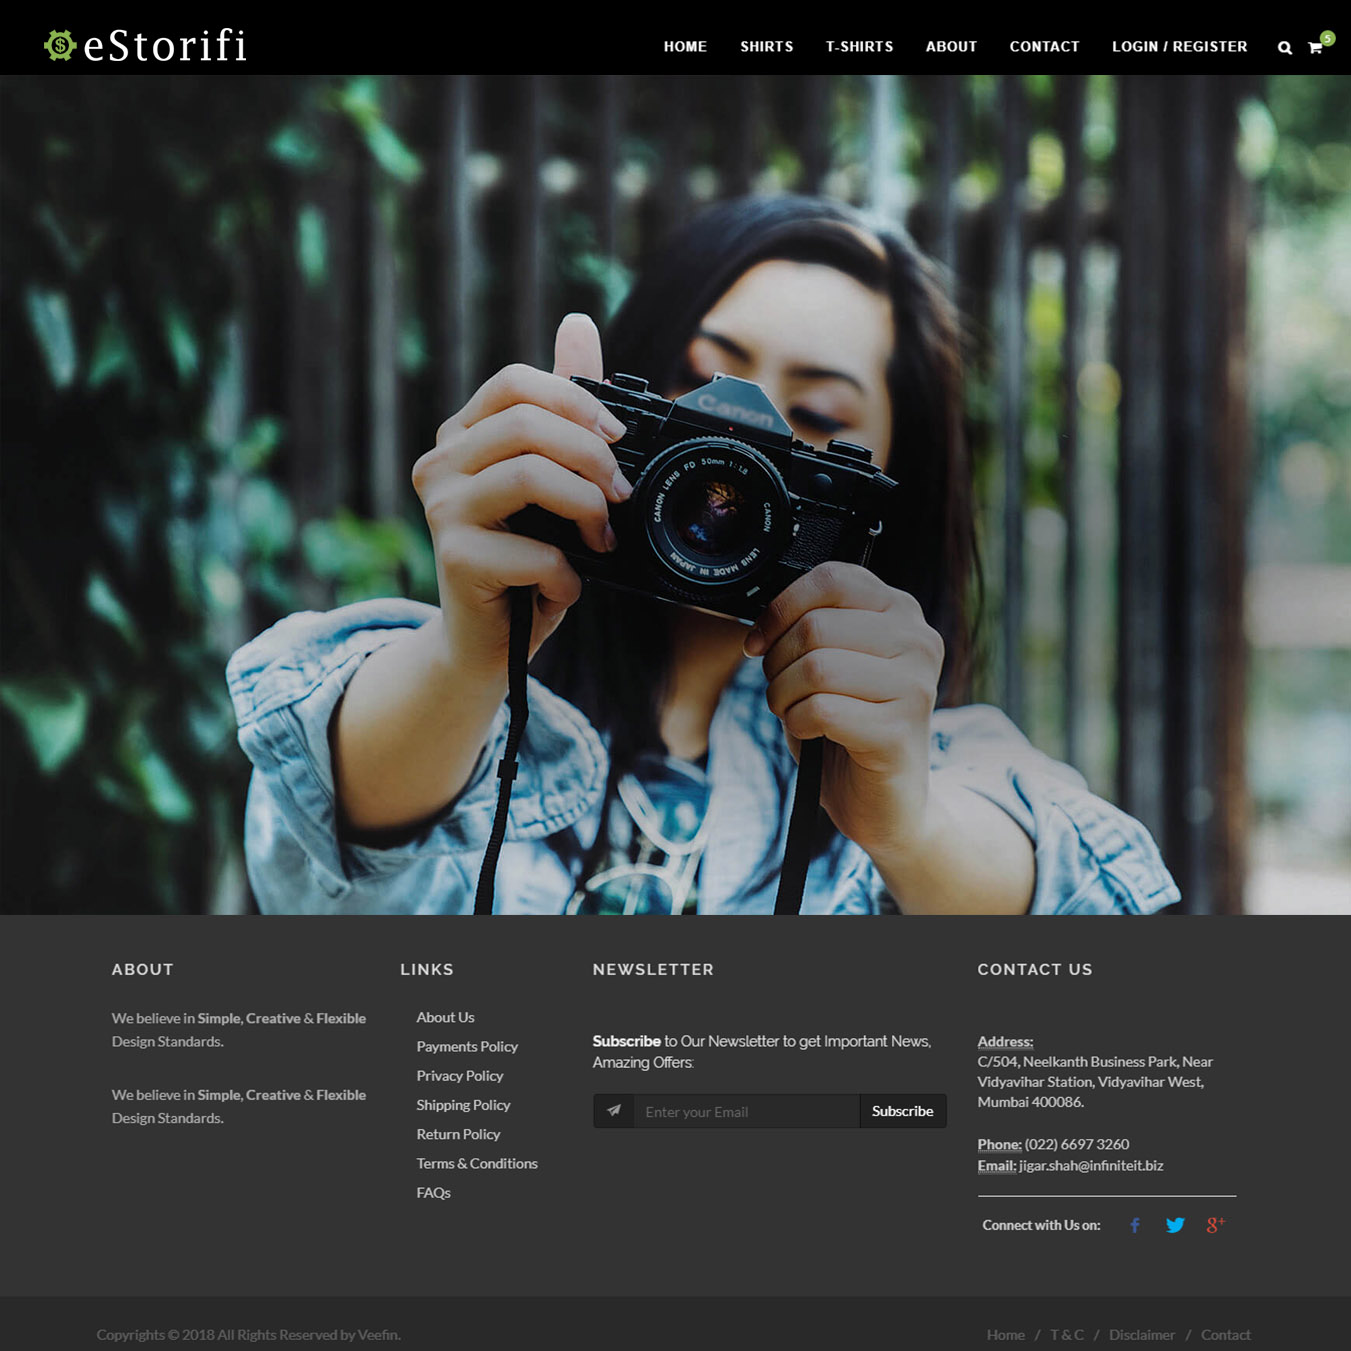 eStorifi
HOME SHIRTS T-SHIRTS ABOUT CONTACT LOGIN / REGISTER 5
Canon
CANON LENS FD 50mm 1:1.8
CANON LENS MADE IN JAPAN
ABOUT
We believe in Simple, Creative & Flexible
Design Standards.
We believe in Simple, Creative & Flexible
Design Standards.
LINKS
About Us
Payments Policy
Privacy Policy
Shipping Policy
Return Policy
Terms & Conditions
FAQs
NEWSLETTER
Subscribe to Our Newsletter to get Important News,
Amazing Offers:
Enter your Email Subscribe
CONTACT US
Address:
C/504, Neelkanth Business Park, Near
Vidyavihar Station, Vidyavihar West,
Mumbai 400086.
Phone: (022) 6697 3260
Email: jigar.shah@infiniteit.biz
Connect with Us on: f g+
Copyrights © 2018 All Rights Reserved by Veefin.
Home / T & C / Disclaimer / Contact